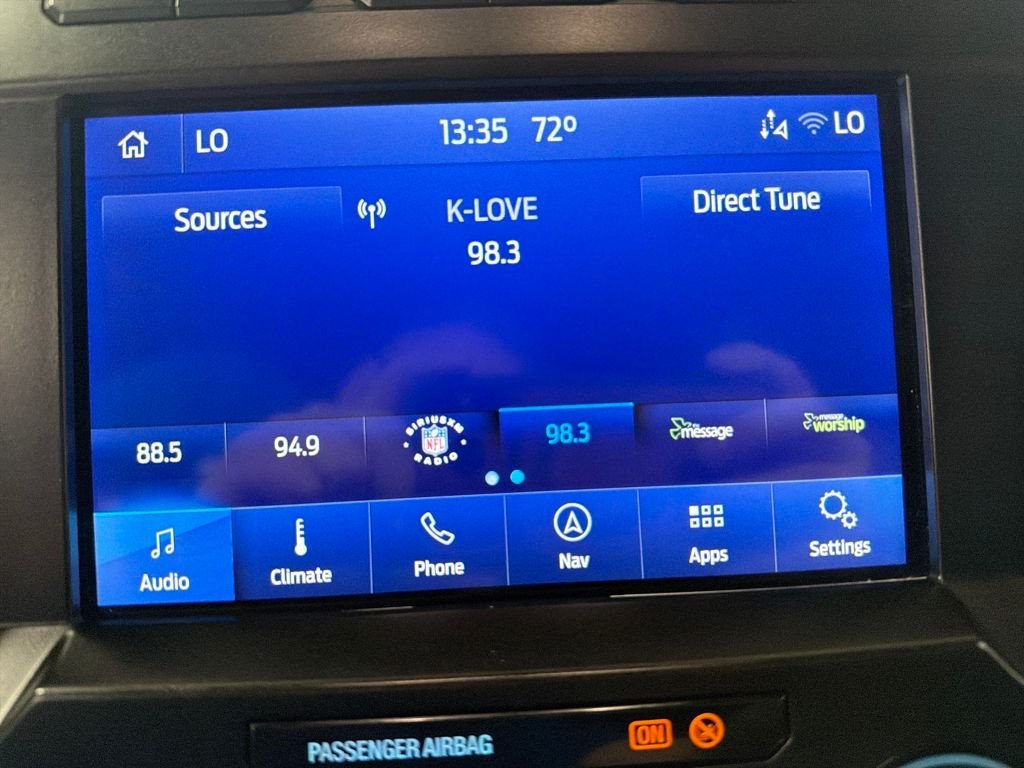 LO 13:35 72° LO
Sources K-LOVE Direct Tune
98.3
88.5 94.9 SIRIUSXM NFL RADIO 98.3 message message worship
Audio Climate Phone Nav Apps Settings
PASSENGER AIRBAG ON